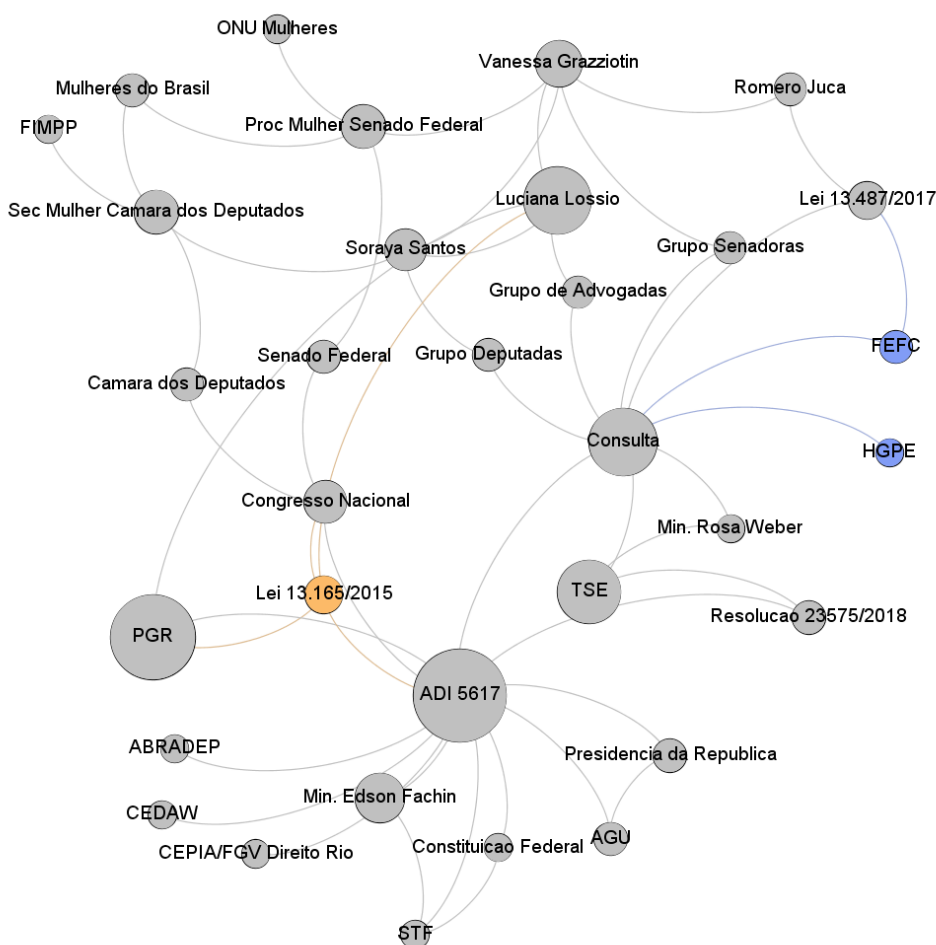 ONU Mulheres
Vanessa Grazziotin
Mulheres do Brasil
Romero Juca
FIMPP
Proc Mulher Senado Federal
Sec Mulher Camara dos Deputados
Luciana Lossio
Lei 13.487/2017
Soraya Santos
Grupo Senadoras
Grupo de Advogadas
FEFC
Senado Federal
Grupo Deputadas
Camara dos Deputados
Consulta
HGPE
Congresso Nacional
Min. Rosa Weber
Lei 13.165/2015
TSE
Resolucao 23575/2018
PGR
ADI 5617
ABRADEP
Presidencia da Republica
Min. Edson Fachin
CEDAW
AGU
CEPIA/FGV Direito Rio
Constituicao Federal
STF